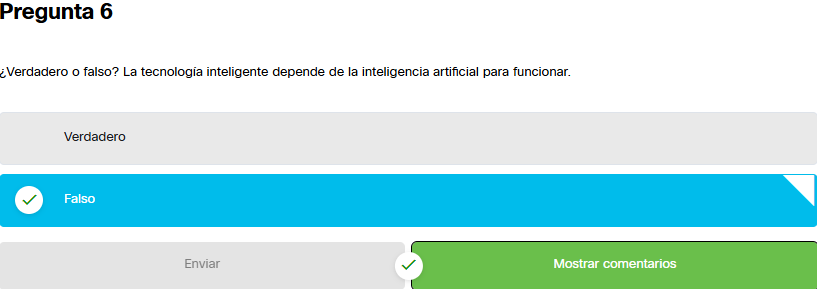 Pregunta 6
¿Verdadero o falso? La tecnología inteligente depende de la inteligencia artificial para funcionar.
Verdadero
Falso
Enviar
Mostrar comentarios